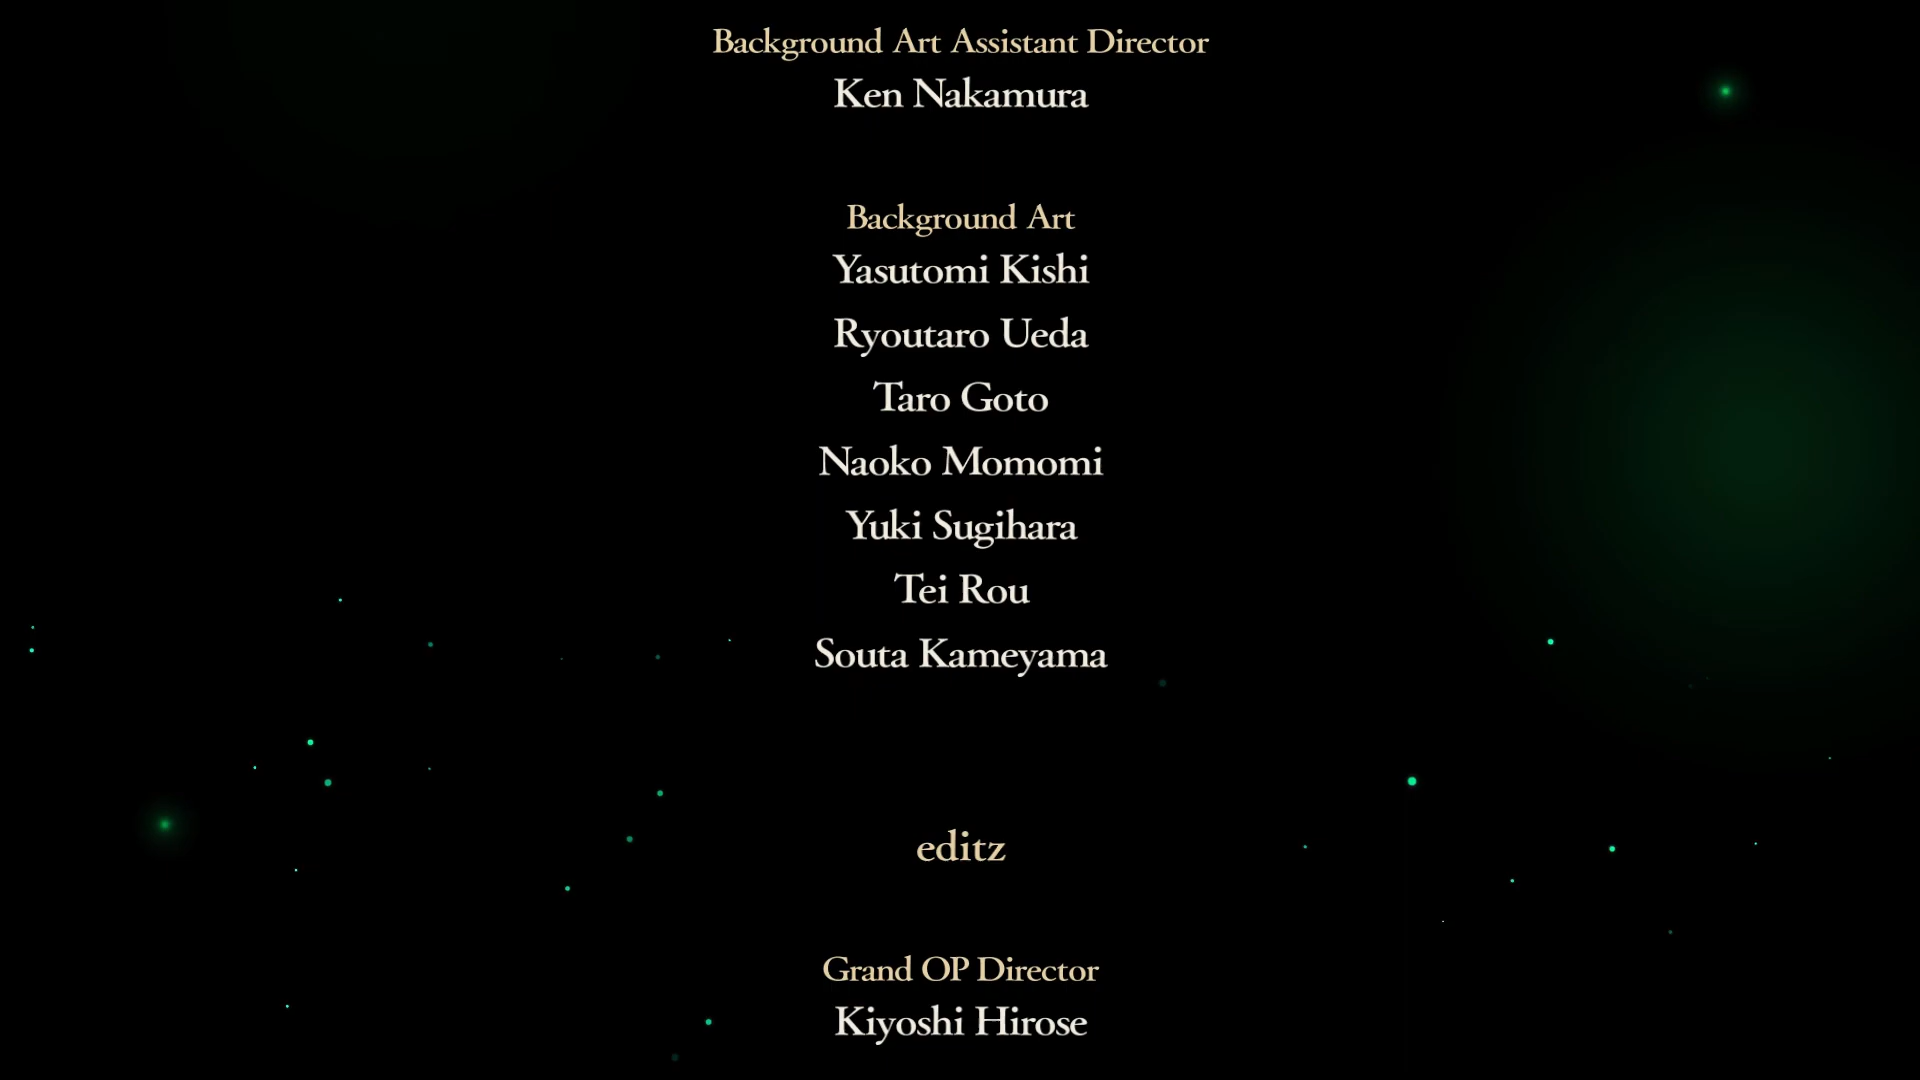 Background Art Assistant Director
Ken Nakamura
Background Art
Yasutomi Kishi
Ryoutaro Ueda
Taro Goto
Naoko Momomi
Yuki Sugihara
Tei Rou
Souta Kameyama
editz
Grand OP Director
Kiyoshi Hirose